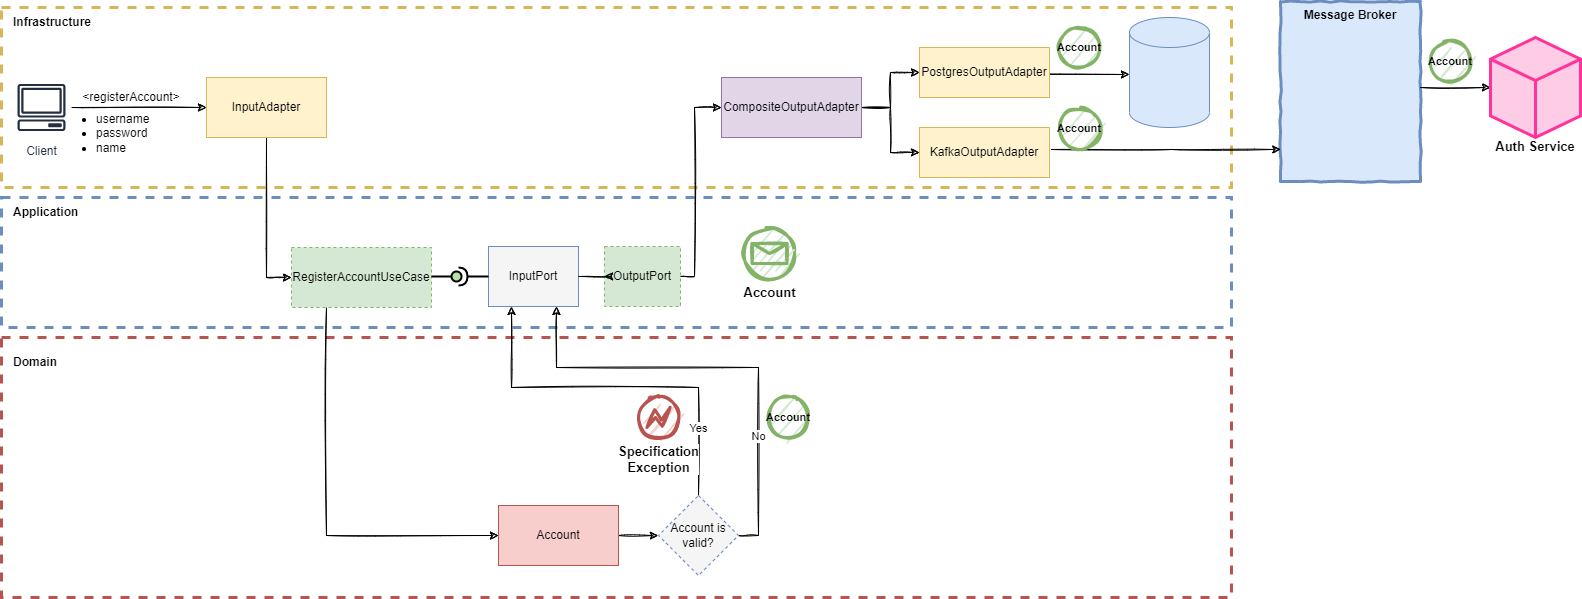 Infrastructure
Message Broker
Account
Account
PostgresOutputAdapter
<registerAccount>
InputAdapter
CompositeOutputAdapter
username
password
name
Account
KafkaOutputAdapter
Client
Auth Service
Application
RegisterAccountUseCase
InputPort
OutputPort
Account
Domain
Account
Yes
No
Specification
Exception
Account
Account is
valid?